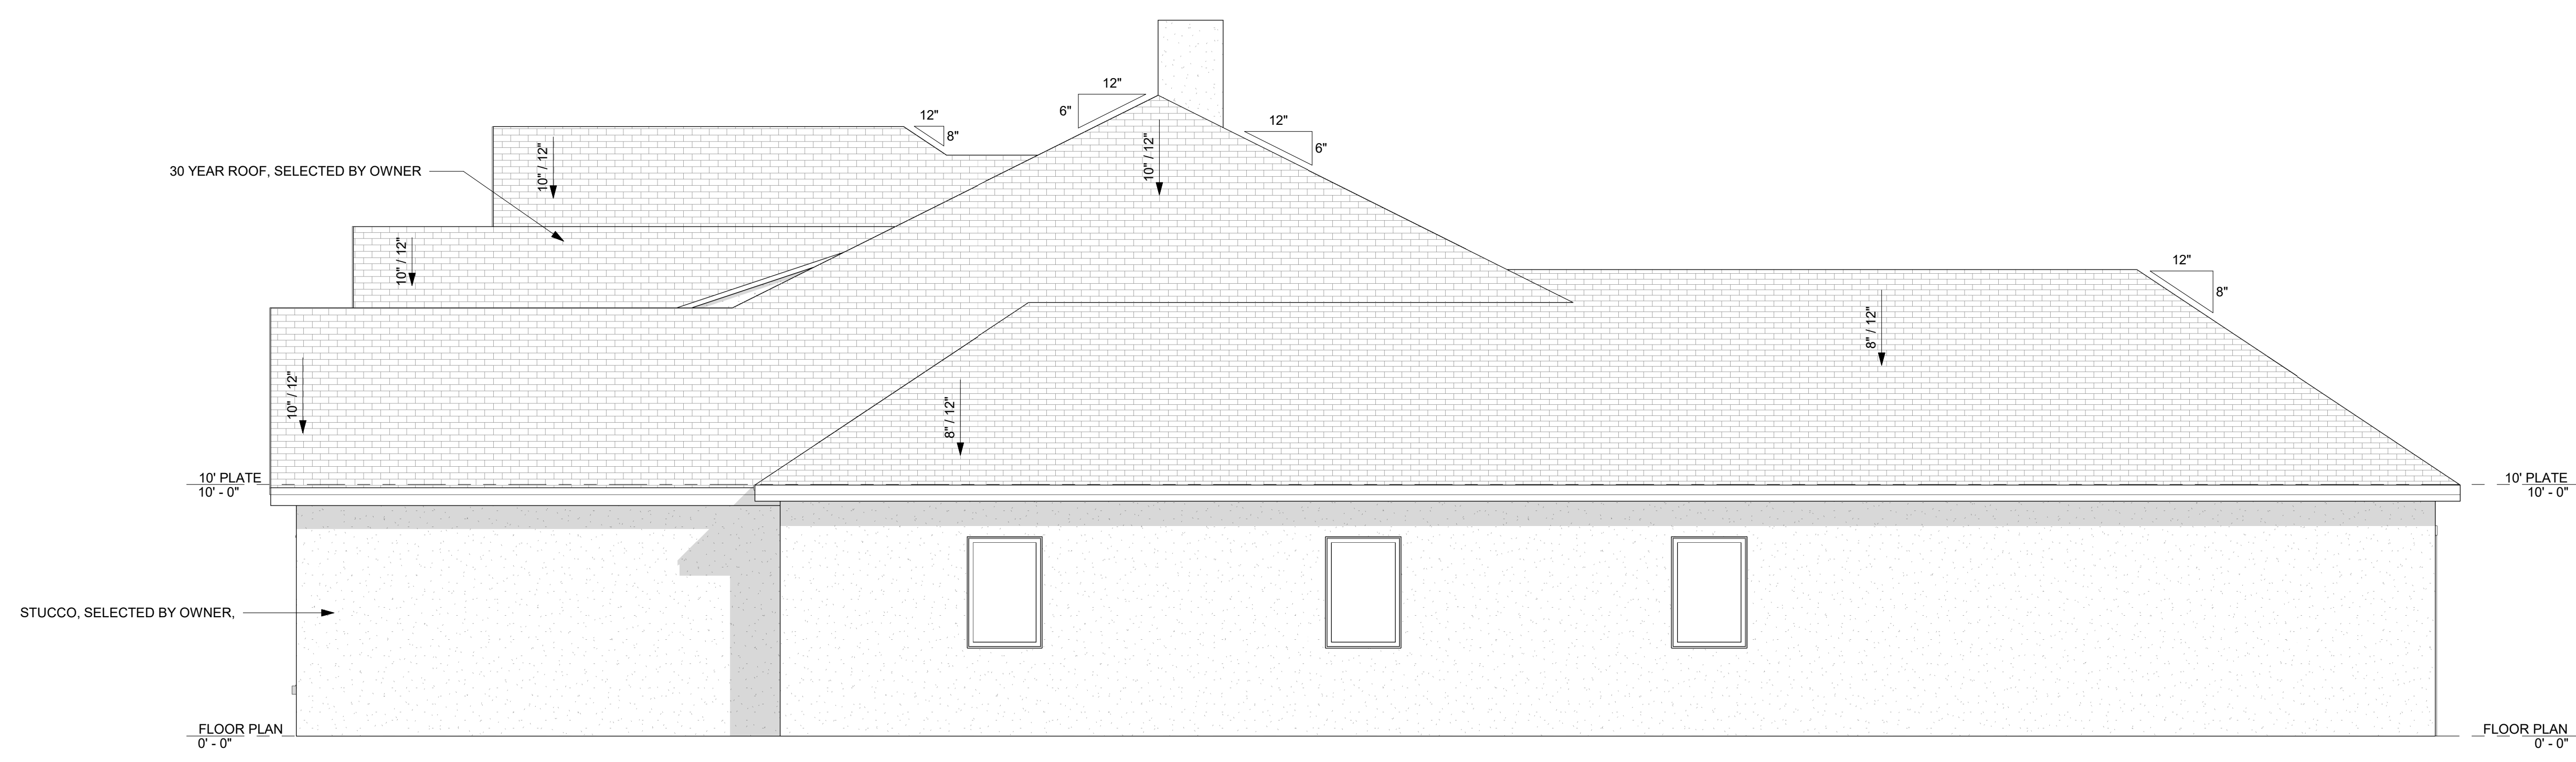 12"
6"
12"
8"
12"
6"
10" / 12"
10" / 12"
30 YEAR ROOF, SELECTED BY OWNER
10" / 12"
12"
8"
8" / 12"
10" / 12"
8" / 12"
10' PLATE
10' - 0"
10' PLATE
10' - 0"
STUCCO, SELECTED BY OWNER,
FLOOR PLAN
0' - 0"
FLOOR PLAN
0' - 0"